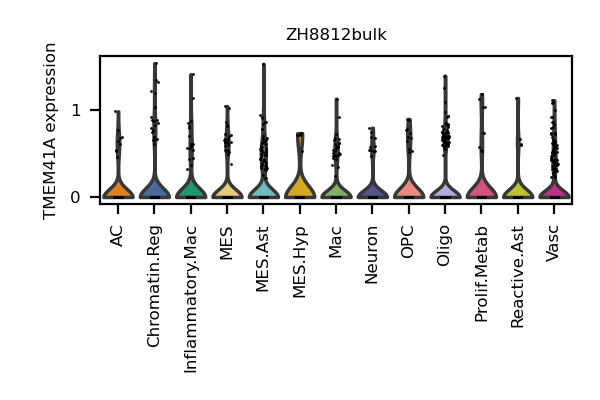 ZH8812bulk
TMEM41A expression
1
0
AC
Chromatin.Reg
Inflammatory.Mac
MES
MES.Ast
MES.Hyp
Mac
Neuron
OPC
Oligo
Prolif.Metab
Reactive.Ast
Vasc